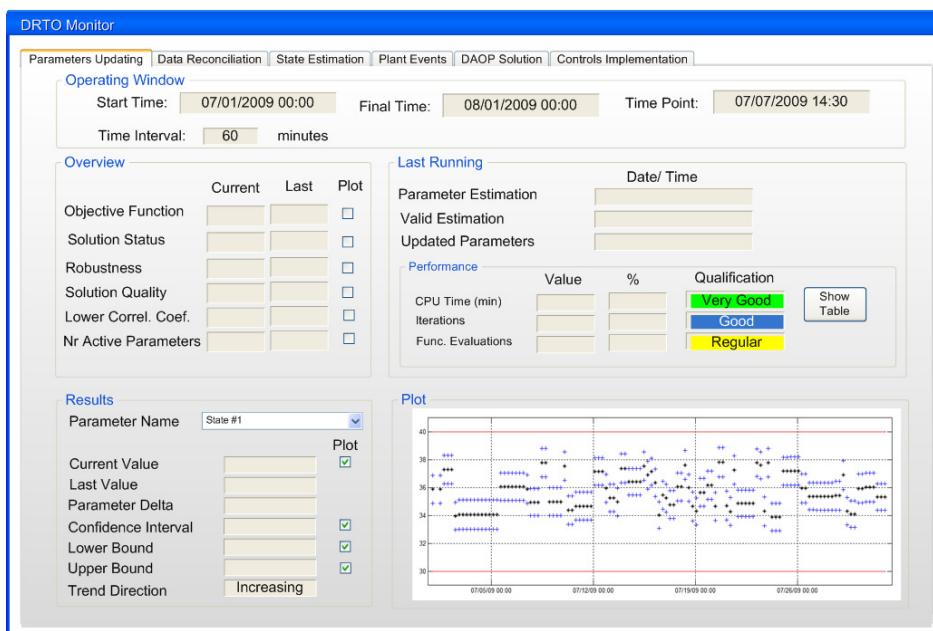 DRTO Monitor
Parameters Updating Data Reconciliation State Estimation Plant Events DAOP Solution Controls Implementation
Operating Window
Start Time: 07/01/2009 00:00 Final Time: 08/01/2009 00:00 Time Point: 07/07/2009 14:30
Time Interval: 60 minutes
Overview
Current Last Plot
Objective Function
Solution Status
Robustness
Solution Quality
Lower Correl. Coef.
Nr Active Parameters
Last Running
Date/ Time
Parameter Estimation
Valid Estimation
Updated Parameters
Performance
Value % Qualification
CPU Time (min) Very Good
Iterations Good
Func. Evaluations Regular
Show
Table
Results
Parameter Name State #1
Plot
Current Value
Last Value
Parameter Delta
Confidence Interval
Lower Bound
Upper Bound
Trend Direction Increasing
Plot
40
38
36
34
32
30
07/05/09 00:00 07/12/09 00:00 07/19/09 00:00 07/26/09 00:00